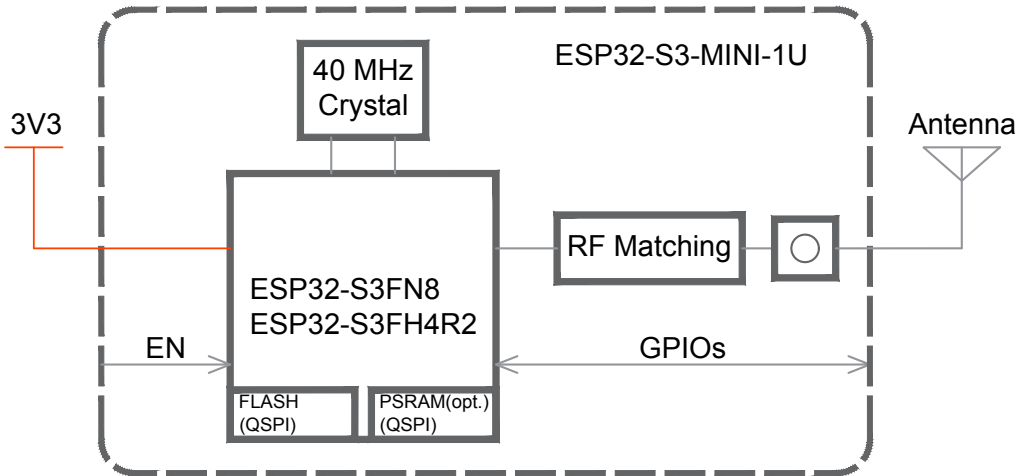 ESP32-S3-MINI-1U
40 MHz
Crystal
3V3
Antenna
RF Matching
ESP32-S3FN8
ESP32-S3FH4R2
EN
GPIOs
FLASH
(QSPI)
PSRAM(opt.)
(QSPI)